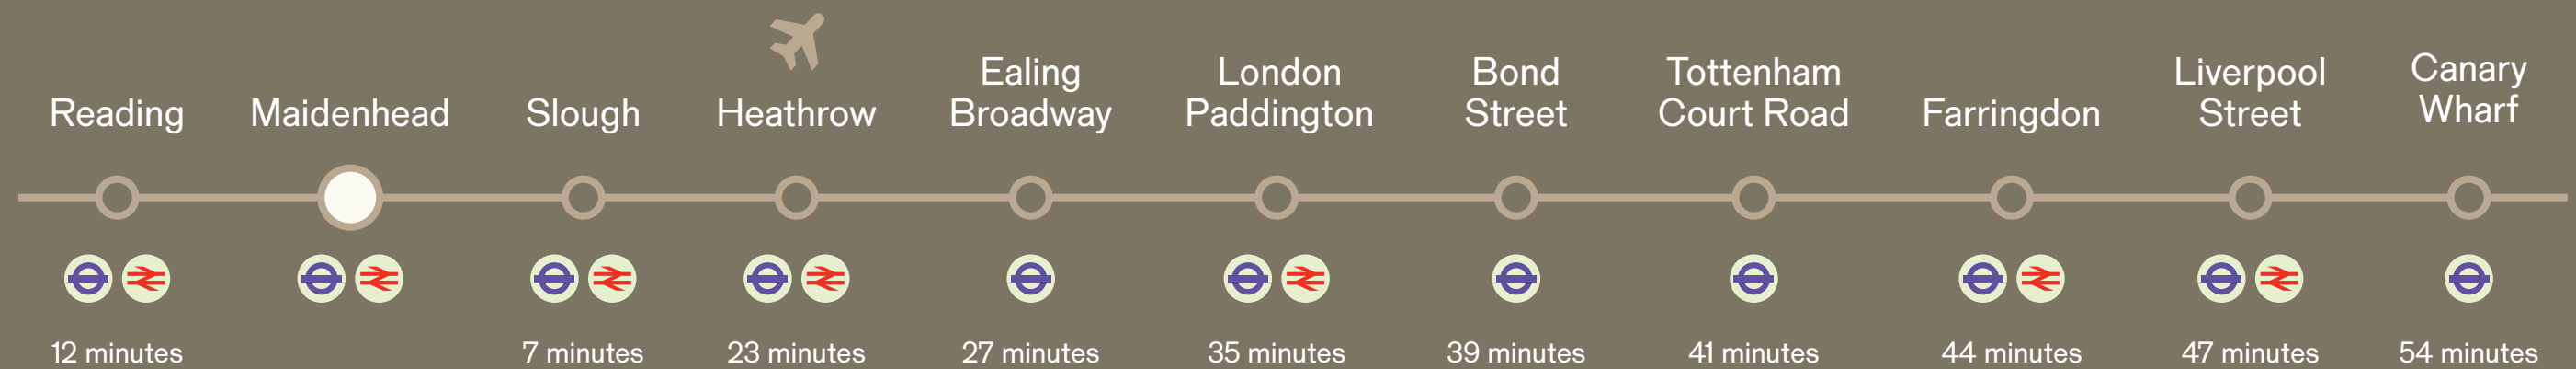 Reading
Maidenhead
Slough
Heathrow
Ealing
Broadway
London
Paddington
Bond
Street
Tottenham
Court Road
Farringdon
Liverpool
Street
Canary
Wharf
12 minutes
7 minutes
23 minutes
27 minutes
35 minutes
39 minutes
41 minutes
44 minutes
47 minutes
54 minutes